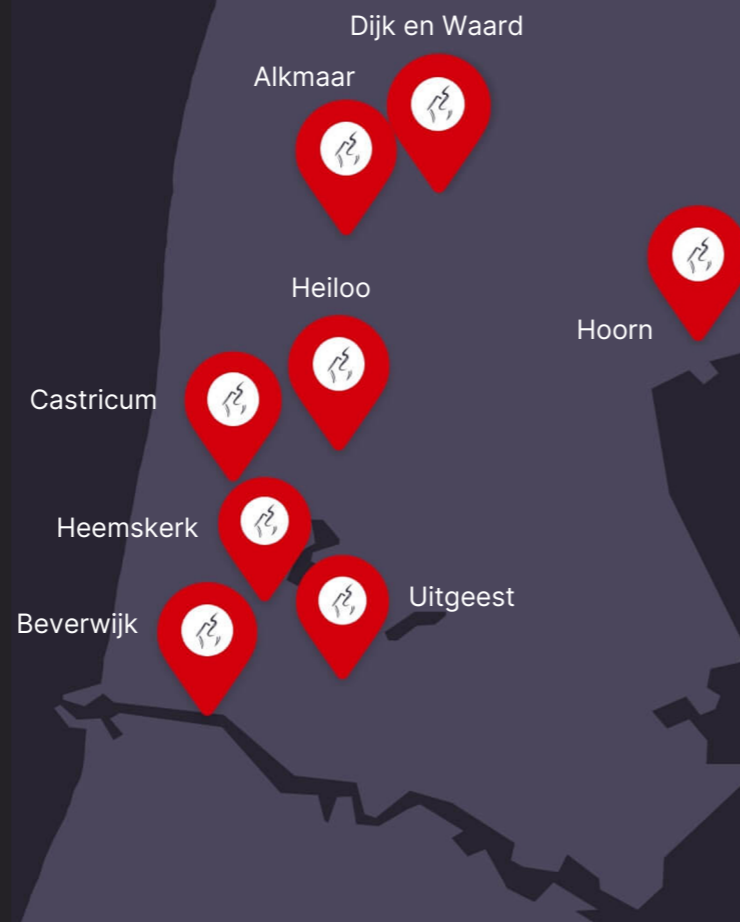 Dijk en Waard
Alkmaar
Heiloo
Hoorn
Castricum
Heemskerk
Uitgeest
Beverwijk